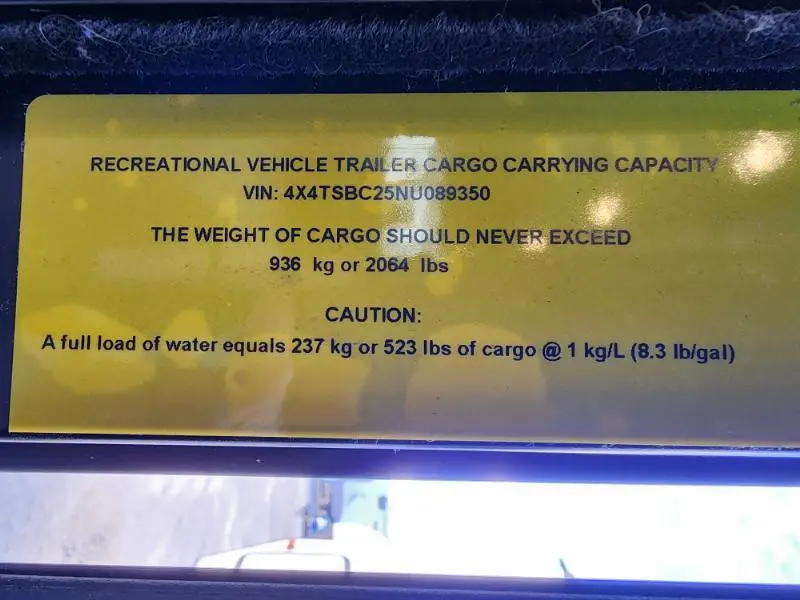 RECREATIONAL VEHICLE TRAILER CARGO CARRYING CAPACITY
VIN: 4X4TSBC25NU089350
THE WEIGHT OF CARGO SHOULD NEVER EXCEED
936 kg or 2064 lbs
CAUTION:
A full load of water equals 237 kg or 523 lbs of cargo @ 1 kg/L (8.3 lb/gal)